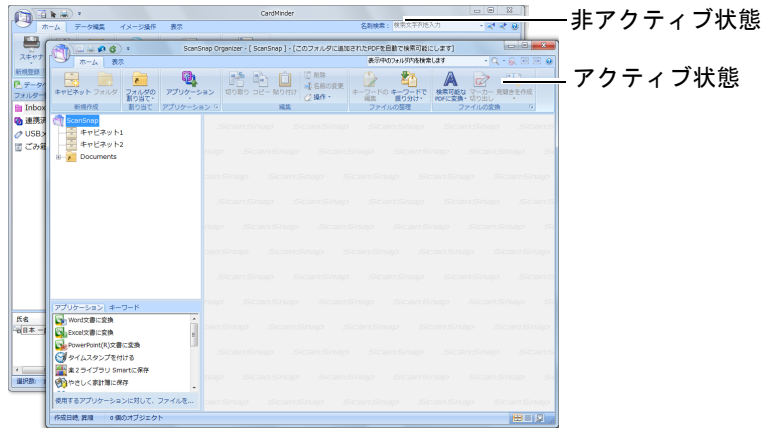 CardMinder
ホーム データ編集 イメージ操作 表示
名刺検索: 検索文字列を入力
非アクティブ状態
スキャナ
新規登録
データベ
フォルダー
Inbox
連携済
USBメ
ごみ箱
氏名
日本 一
選択数:
ScanSnap Organizer - [ ScanSnap ] - [このフォルダに追加されたPDFを自動で検索可能にします]
ホーム 表示
表示中のフォルダ内を検索します
アクティブ状態
キャビネット フォルダ
新規作成
フォルダの割り当て
割り当て
アプリケーション
アプリケーション
切り取り コピー 貼り付け
削除
名前の変更
操作
編集
キーワードの編集
キーワードで振り分け
ファイルの整理
検索可能なPDFに変換
マーカー切り出し
見開きを作成
ファイルの変換
ScanSnap
キャビネット1
キャビネット2
Documents
アプリケーション キーワード
Word文書に変換
Excel文書に変換
PowerPoint(R)文書に変換
タイムスタンプを付ける
楽2ライブラリ Smartに保存
やさしく家計簿に保存
使用するアプリケーションに対して、ファイルを...
作成日時, 昇順 0 個のオブジェクト